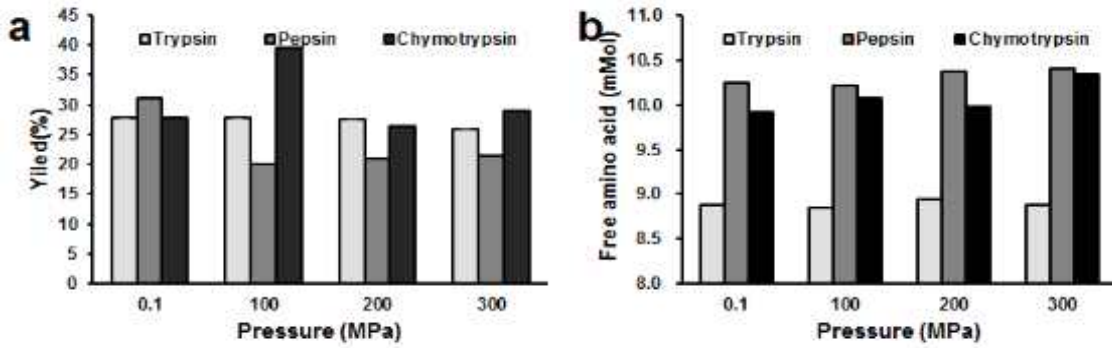 a
Trypsin Pepsin Chymotrypsin
45
40
35
30
25
20
15
10
5
0
Yiled(%)
0.1 100 200 300
Pressure (MPa)
b
Trypsin Pepsin Chymotrypsin
11.0
10.5
10.0
9.5
9.0
8.5
8.0
Free amino acid (mMol)
0.1 100 200 300
Pressure (MPa)